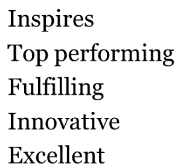 Inspires
Top performing
Fulfilling
Innovative
Excellent